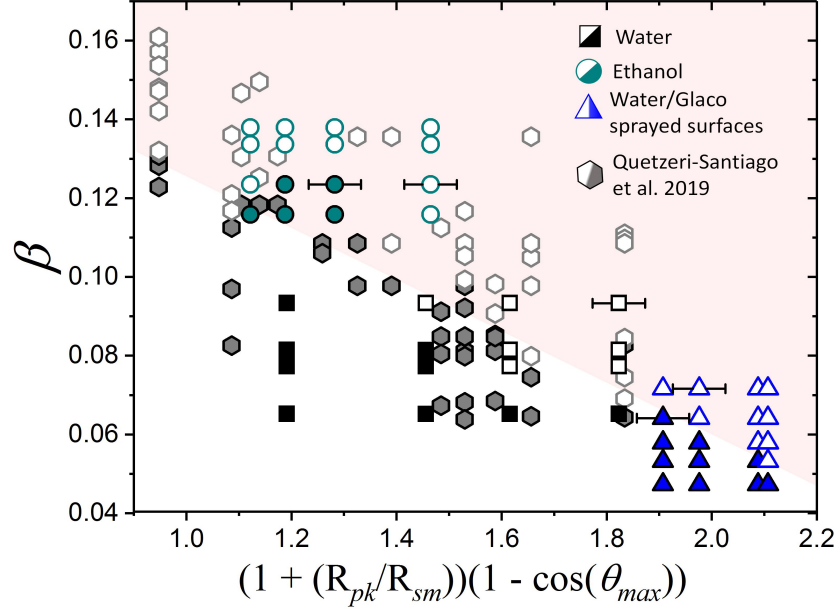 0.16
0.14
0.12
0.10
0.08
0.06
0.04
β
Water
Ethanol
Water/Glaco
sprayed surfaces
Quetzeri-Santiago
et al. 2019
1.0 1.2 1.4 1.6 1.8 2.0 2.2
(1 + (R_pk/R_sm))(1 - cos(θ_max))